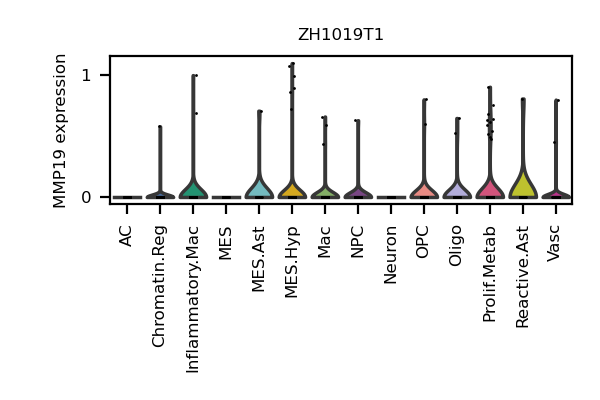 ZH1019T1
MMP19 expression
1
0
AC
Chromatin.Reg
Inflammatory.Mac
MES
MES.Ast
MES.Hyp
Mac
NPC
Neuron
OPC
Oligo
Prolif.Metab
Reactive.Ast
Vasc